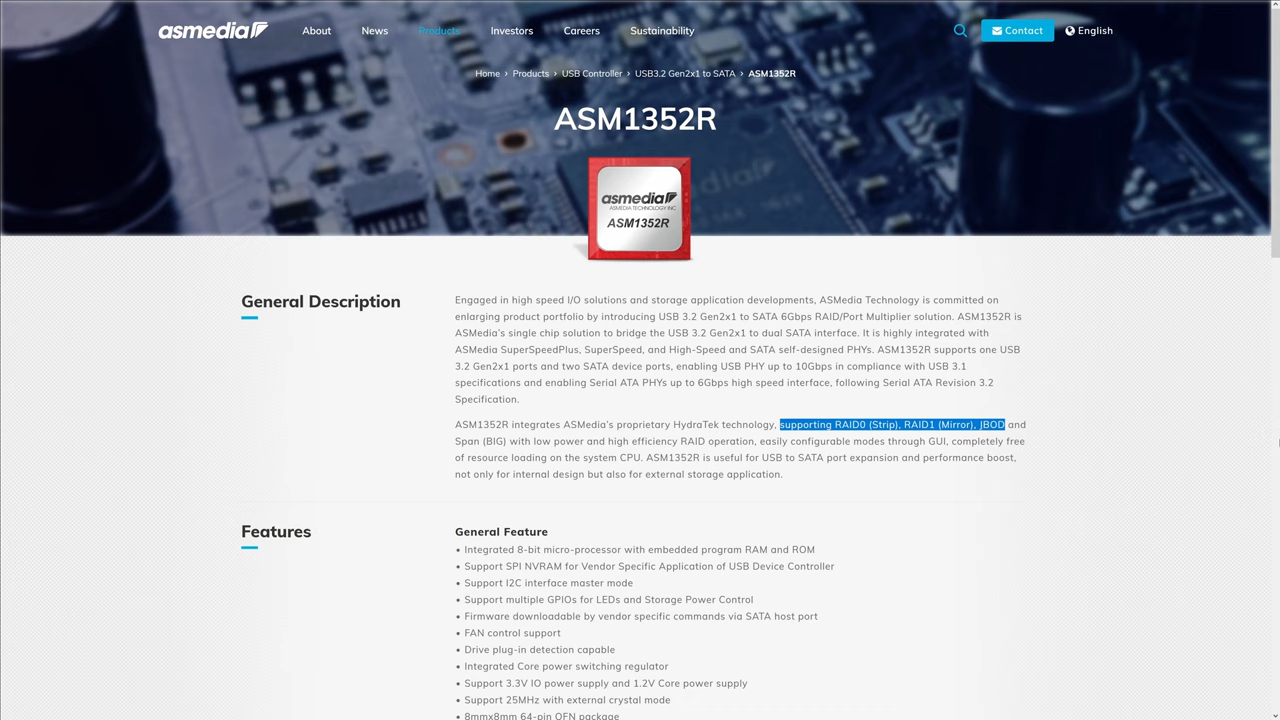 asmedia
About
News
Products
Investors
Careers
Sustainability
Contact
English
Home › Products › USB Controller › USB3.2 Gen2x1 to SATA › ASM1352R
ASM1352R
asmedia
ASMEDIA TECHNOLOGY INC
ASM1352R
General Description
Engaged in high speed I/O solutions and storage application developments, ASMedia Technology is committed on
enlarging product portfolio by introducing USB 3.2 Gen2x1 to SATA 6Gbps RAID/Port Multiplier solution. ASM1352R is
ASMedia's single chip solution to bridge the USB 3.2 Gen2x1 to dual SATA interface. It is highly integrated with
ASMedia SuperSpeedPlus, SuperSpeed, and High-Speed and SATA self-designed PHYs. ASM1352R supports one USB
3.2 Gen2x1 ports and two SATA device ports, enabling USB PHY up to 10Gbps in compliance with USB 3.1
specifications and enabling Serial ATA PHYs up to 6Gbps high speed interface, following Serial ATA Revision 3.2
Specification.
ASM1352R integrates ASMedia's proprietary HydraTek technology, supporting RAID0 (Strip), RAID1 (Mirror), JBOD and
Span (BIG) with low power and high efficiency RAID operation, easily configurable modes through GUI, completely free
of resource loading on the system CPU. ASM1352R is useful for USB to SATA port expansion and performance boost,
not only for internal design but also for external storage application.
Features
General Feature
• Integrated 8-bit micro-processor with embedded program RAM and ROM
• Support SPI NVRAM for Vendor Specific Application of USB Device Controller
• Support I2C interface master mode
• Support multiple GPIOs for LEDs and Storage Power Control
• Firmware downloadable by vendor specific commands via SATA host port
• FAN control support
• Drive plug-in detection capable
• Integrated Core power switching regulator
• Support 3.3V IO power supply and 1.2V Core power supply
• Support 25MHz with external crystal mode
• 8mmx8mm 64-pin QFN package